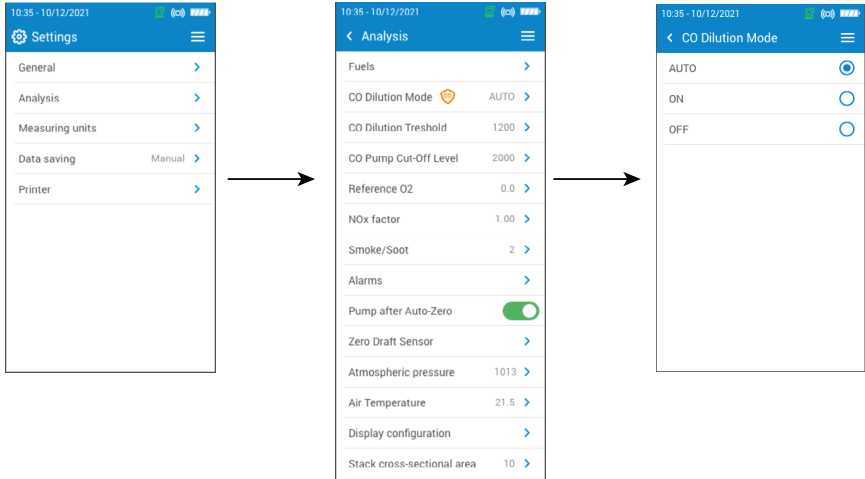 10:35 - 10/12/2021
Settings
General
Analysis
Measuring units
Data saving Manual
Printer
10:35 - 10/12/2021
Analysis
Fuels
CO Dilution Mode CO AUTO
CO Dilution Treshold 1200
CO Pump Cut-Off Level 2000
Reference O2 0.0
NOx factor 1.00
Smoke/Soot 2
Alarms
Pump after Auto-Zero
Zero Draft Sensor
Atmospheric pressure 1013
Air Temperature 21.5
Display configuration
Stack cross-sectional area 10
10:35 - 10/12/2021
CO Dilution Mode
AUTO
ON
OFF